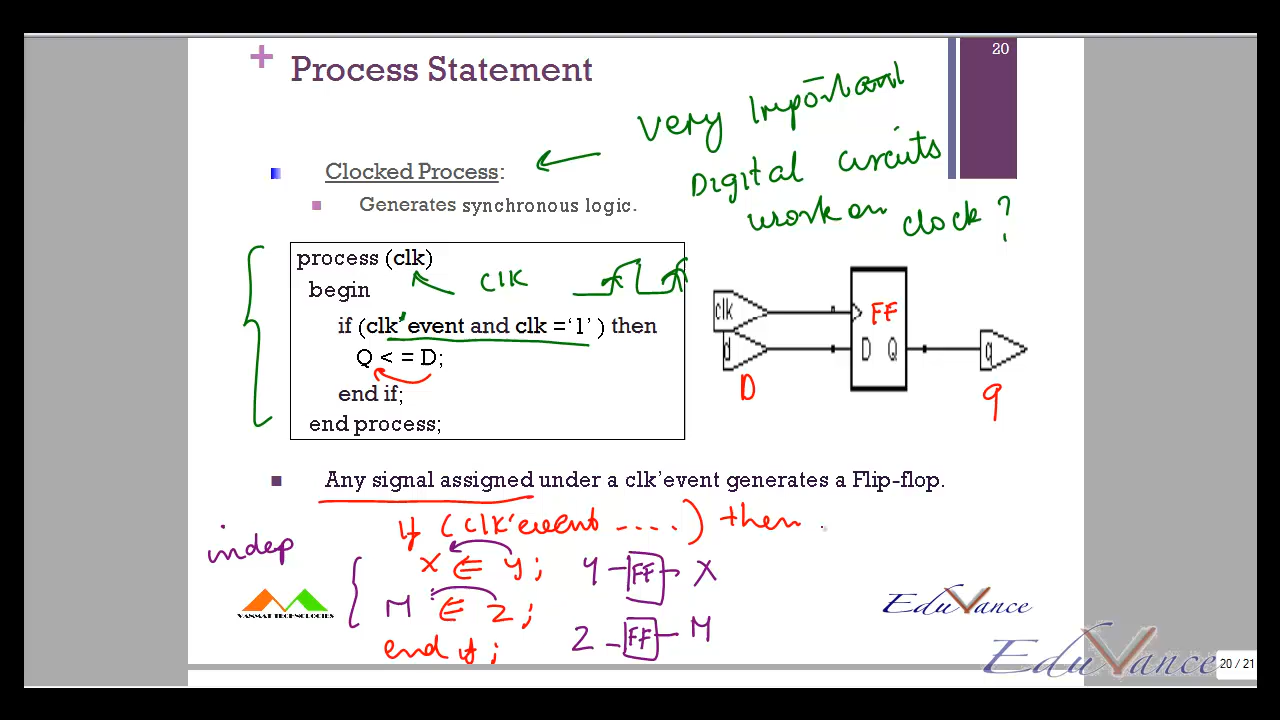 20
+ Process Statement
Very Important
Digital circuits
work on clock ?
Clocked Process:
Generates synchronous logic.
process (clk)
begin
CLK
if (clk'event and clk ='1' ) then
Q < = D;
end if;
end process;
clk
d
FF
D Q
q
D
q
Any signal assigned under a clk'event generates a Flip-flop.
If (clk'event ....) then
indep
X <= Y;
Y FF X
M <= Z;
Z FF M
end if;
VANMAT TECHNOLOGIES
EduVance
EduVance
20 / 21